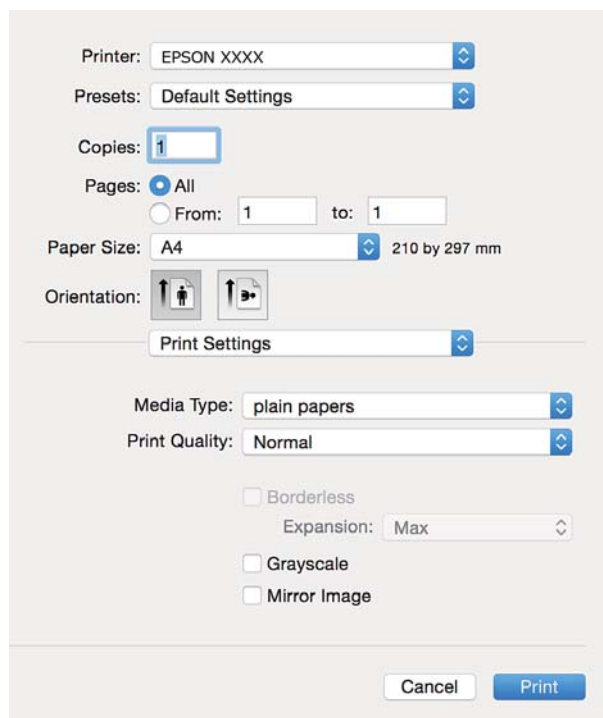 Printer: EPSON XXXX
Presets: Default Settings
Copies: 1
Pages: All
From: 1 to: 1
Paper Size: A4 210 by 297 mm
Orientation:
Print Settings
Media Type: plain papers
Print Quality: Normal
Borderless
Expansion: Max
Grayscale
Mirror Image
Cancel Print